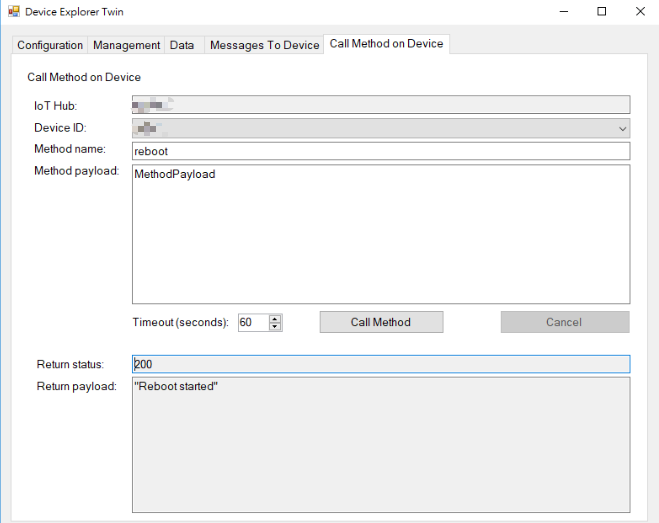 Device Explorer Twin
Configuration Management Data Messages To Device Call Method on Device
Call Method on Device
IoT Hub:
Device ID:
Method name: reboot
Method payload: MethodPayload
Timeout (seconds): 60 Call Method Cancel
Return status: 200
Return payload: "Reboot started"